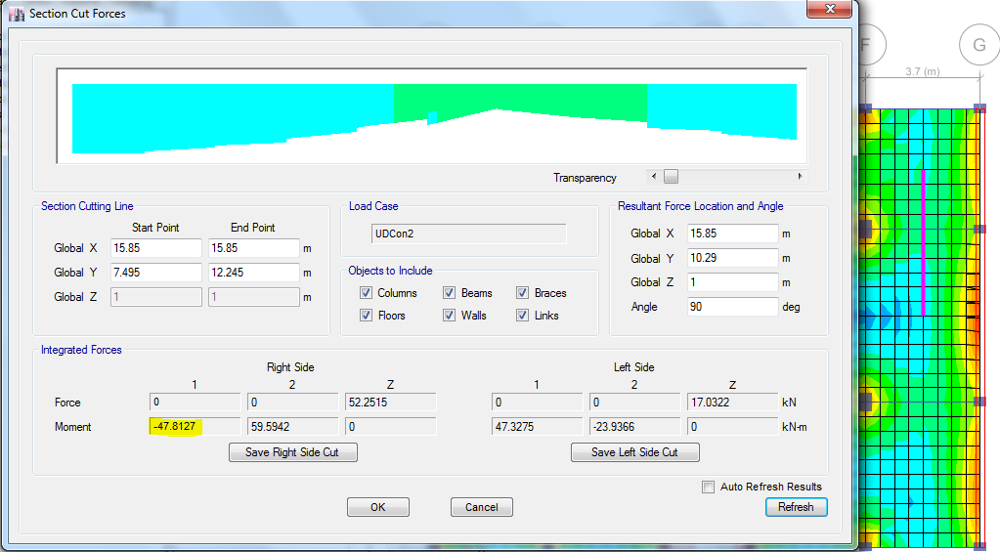 Section Cut Forces
F
G
3.7 (m)
Transparency
Section Cutting Line
Start Point End Point
Global X 15.85 15.85 m
Global Y 7.495 12.245 m
Global Z 1 1 m
Load Case
UDCon2
Objects to Include
Columns Beams Braces
Floors Walls Links
Resultant Force Location and Angle
Global X 15.85 m
Global Y 10.29 m
Global Z 1 m
Angle 90 deg
Integrated Forces
Right Side Left Side
1 2 Z 1 2 Z
Force 0 0 52.2515 0 0 17.0322 kN
Moment -47.8127 59.5942 0 47.3275 -23.9366 0 kN-m
Save Right Side Cut Save Left Side Cut
Auto Refresh Results
OK Cancel Refresh